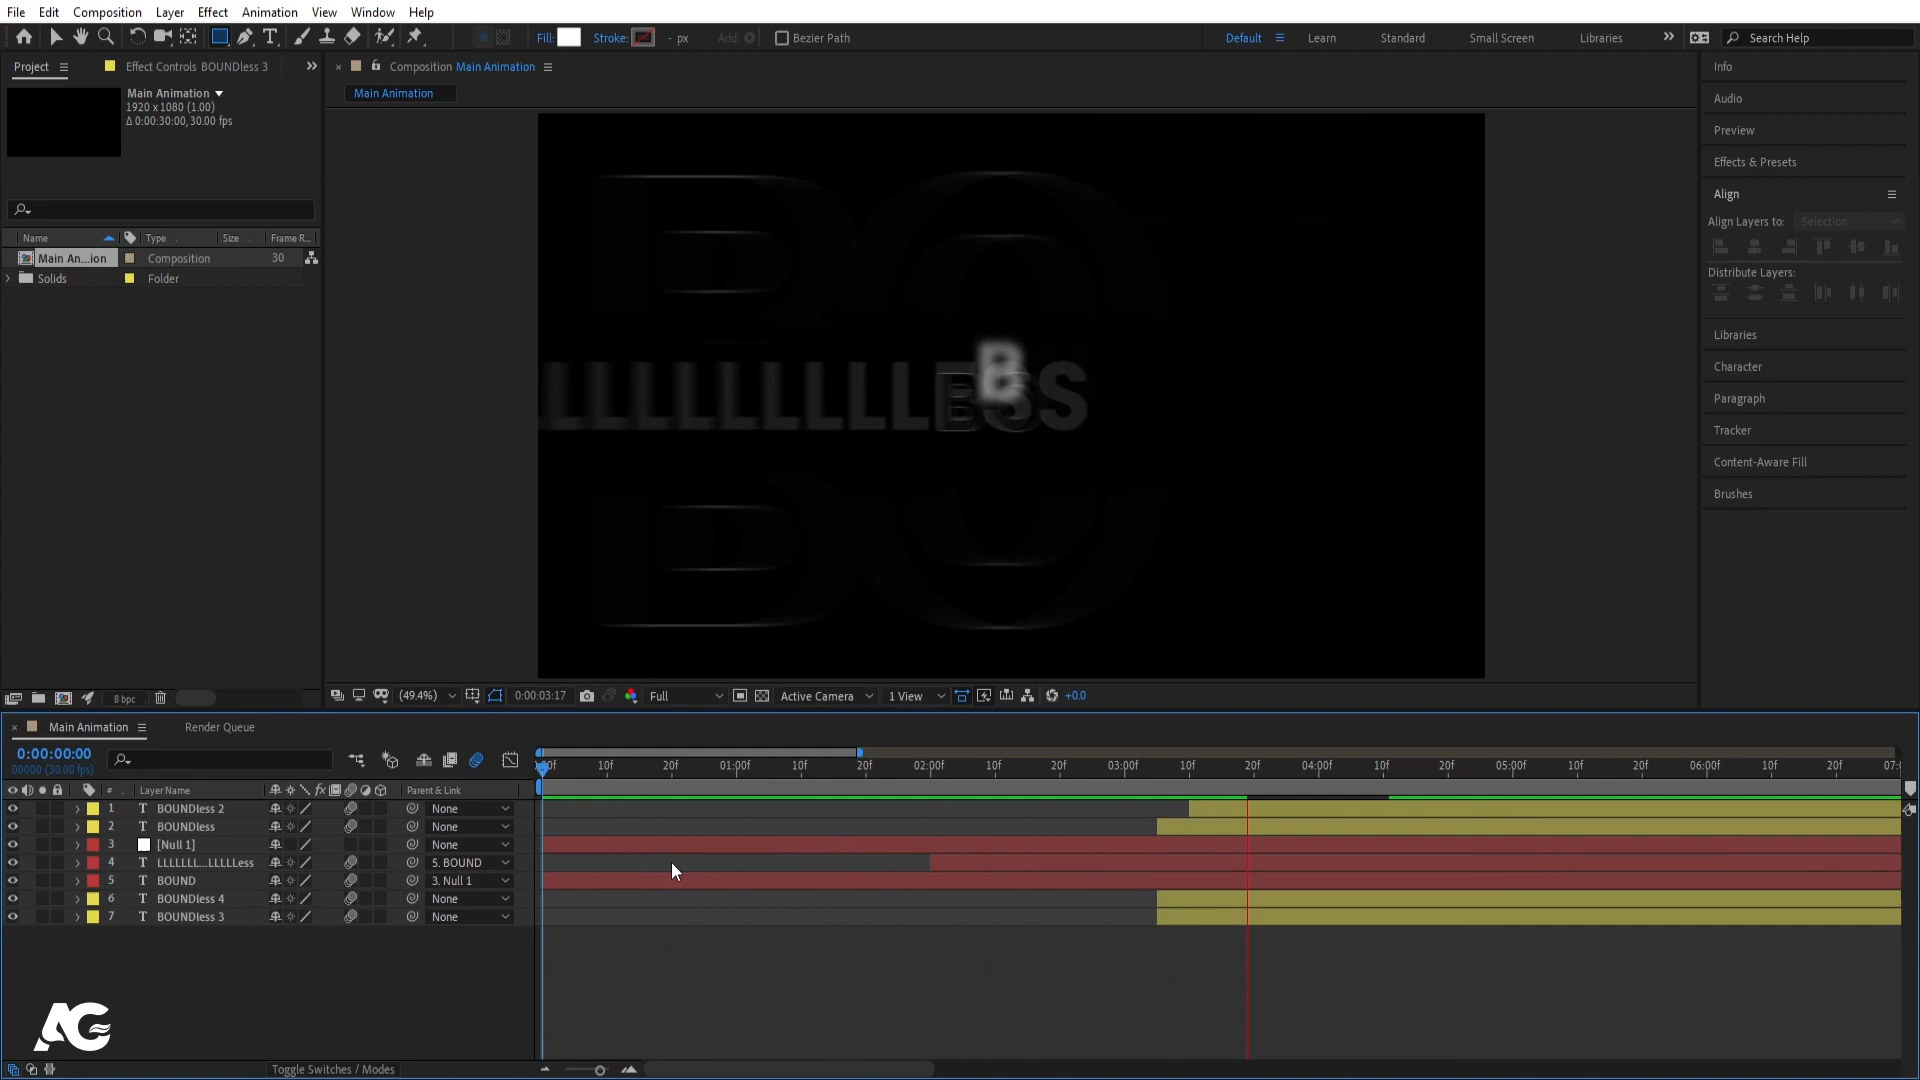 File Edit Composition Layer Effect Animation View Window Help
Fill: Stroke: - px Add: Bezier Path Default Learn Standard Small Screen Libraries Search Help
Project Effect Controls BOUNDless 3
Composition Main Animation
Main Animation
Main Animation
1920 x 1080 (1.00)
Δ 0:00:30:00, 30.00 fps
Name Type Size Frame R...
Main An...ion Composition 30
Solids Folder
BO
LLLLLLLLLESS
B
BO
Info
Audio
Preview
Effects & Presets
Align
Align Layers to: Selection
Distribute Layers:
Libraries
Character
Paragraph
Tracker
Content-Aware Fill
Brushes
8 bpc
(49.4%) 0:00:03:17 Full Active Camera 1 View +0.0
Main Animation Render Queue
0:00:00:00
00000 (30.00 fps)
10f 20f 01:00f 10f 20f 02:00f 10f 20f 03:00f 10f 20f 04:00f 10f 20f 05:00f 10f 20f 06:00f 10f 20f 07:
# Layer Name fx Parent & Link
1 T BOUNDless 2 None
2 T BOUNDless None
3 [Null 1] None
4 T LLLLLLL...LLLLLess 5. BOUND
5 T BOUND 3. Null 1
6 T BOUNDless 4 None
7 T BOUNDless 3 None
AG
Toggle Switches / Modes